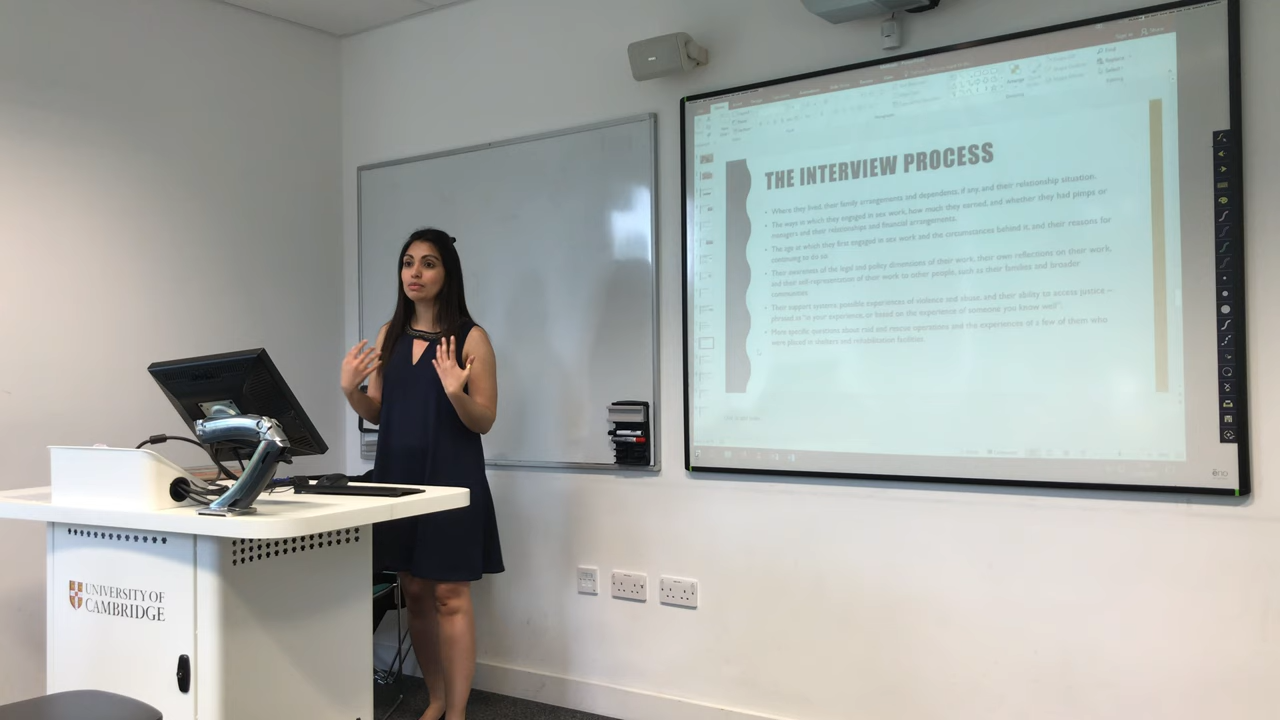 THE INTERVIEW PROCESS
Where they lived, their family arrangements and dependents, if any, and their relationship situation.
The ways in which they engaged in sex work, how much they earned, and whether they had pimps or
managers and their relationships and financial arrangements.
The age at which they first engaged in sex work and the circumstances behind it, and their reasons for
continuing to do so
Their awareness of the legal and policy dimensions of their work, their own reflections on their work,
and their self-representation of their work to other people, such as their families and broader
communities.
Their support systems, possible experiences of violence and abuse, and their ability to access justice –
phrased as "in your experience, or based on the experience of someone you know well".
More specific questions about raid and rescue operations and the experiences of a few of them who
were placed in shelters and rehabilitation facilities.
UNIVERSITY OF
CAMBRIDGE